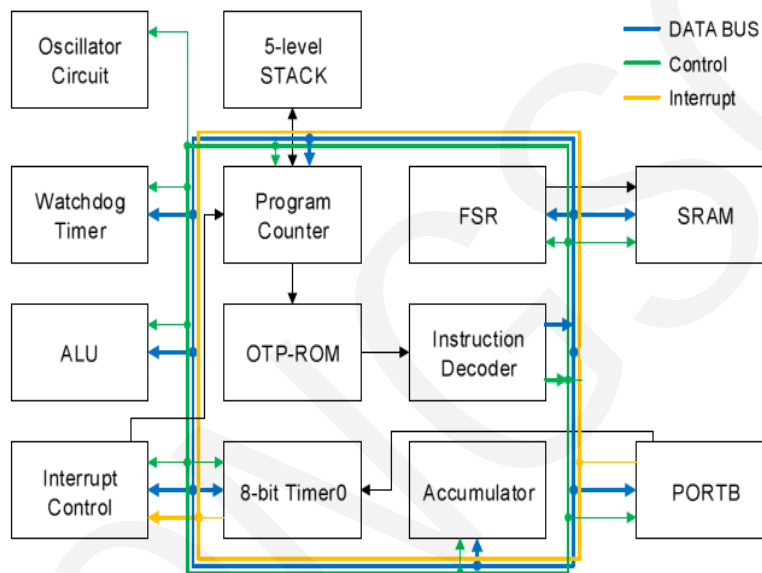 Oscillator
Circuit
5-level
STACK
DATA BUS
Control
Interrupt
Watchdog
Timer
Program
Counter
FSR
SRAM
ALU
OTP-ROM
Instruction
Decoder
Interrupt
Control
8-bit Timer0
Accumulator
PORTB